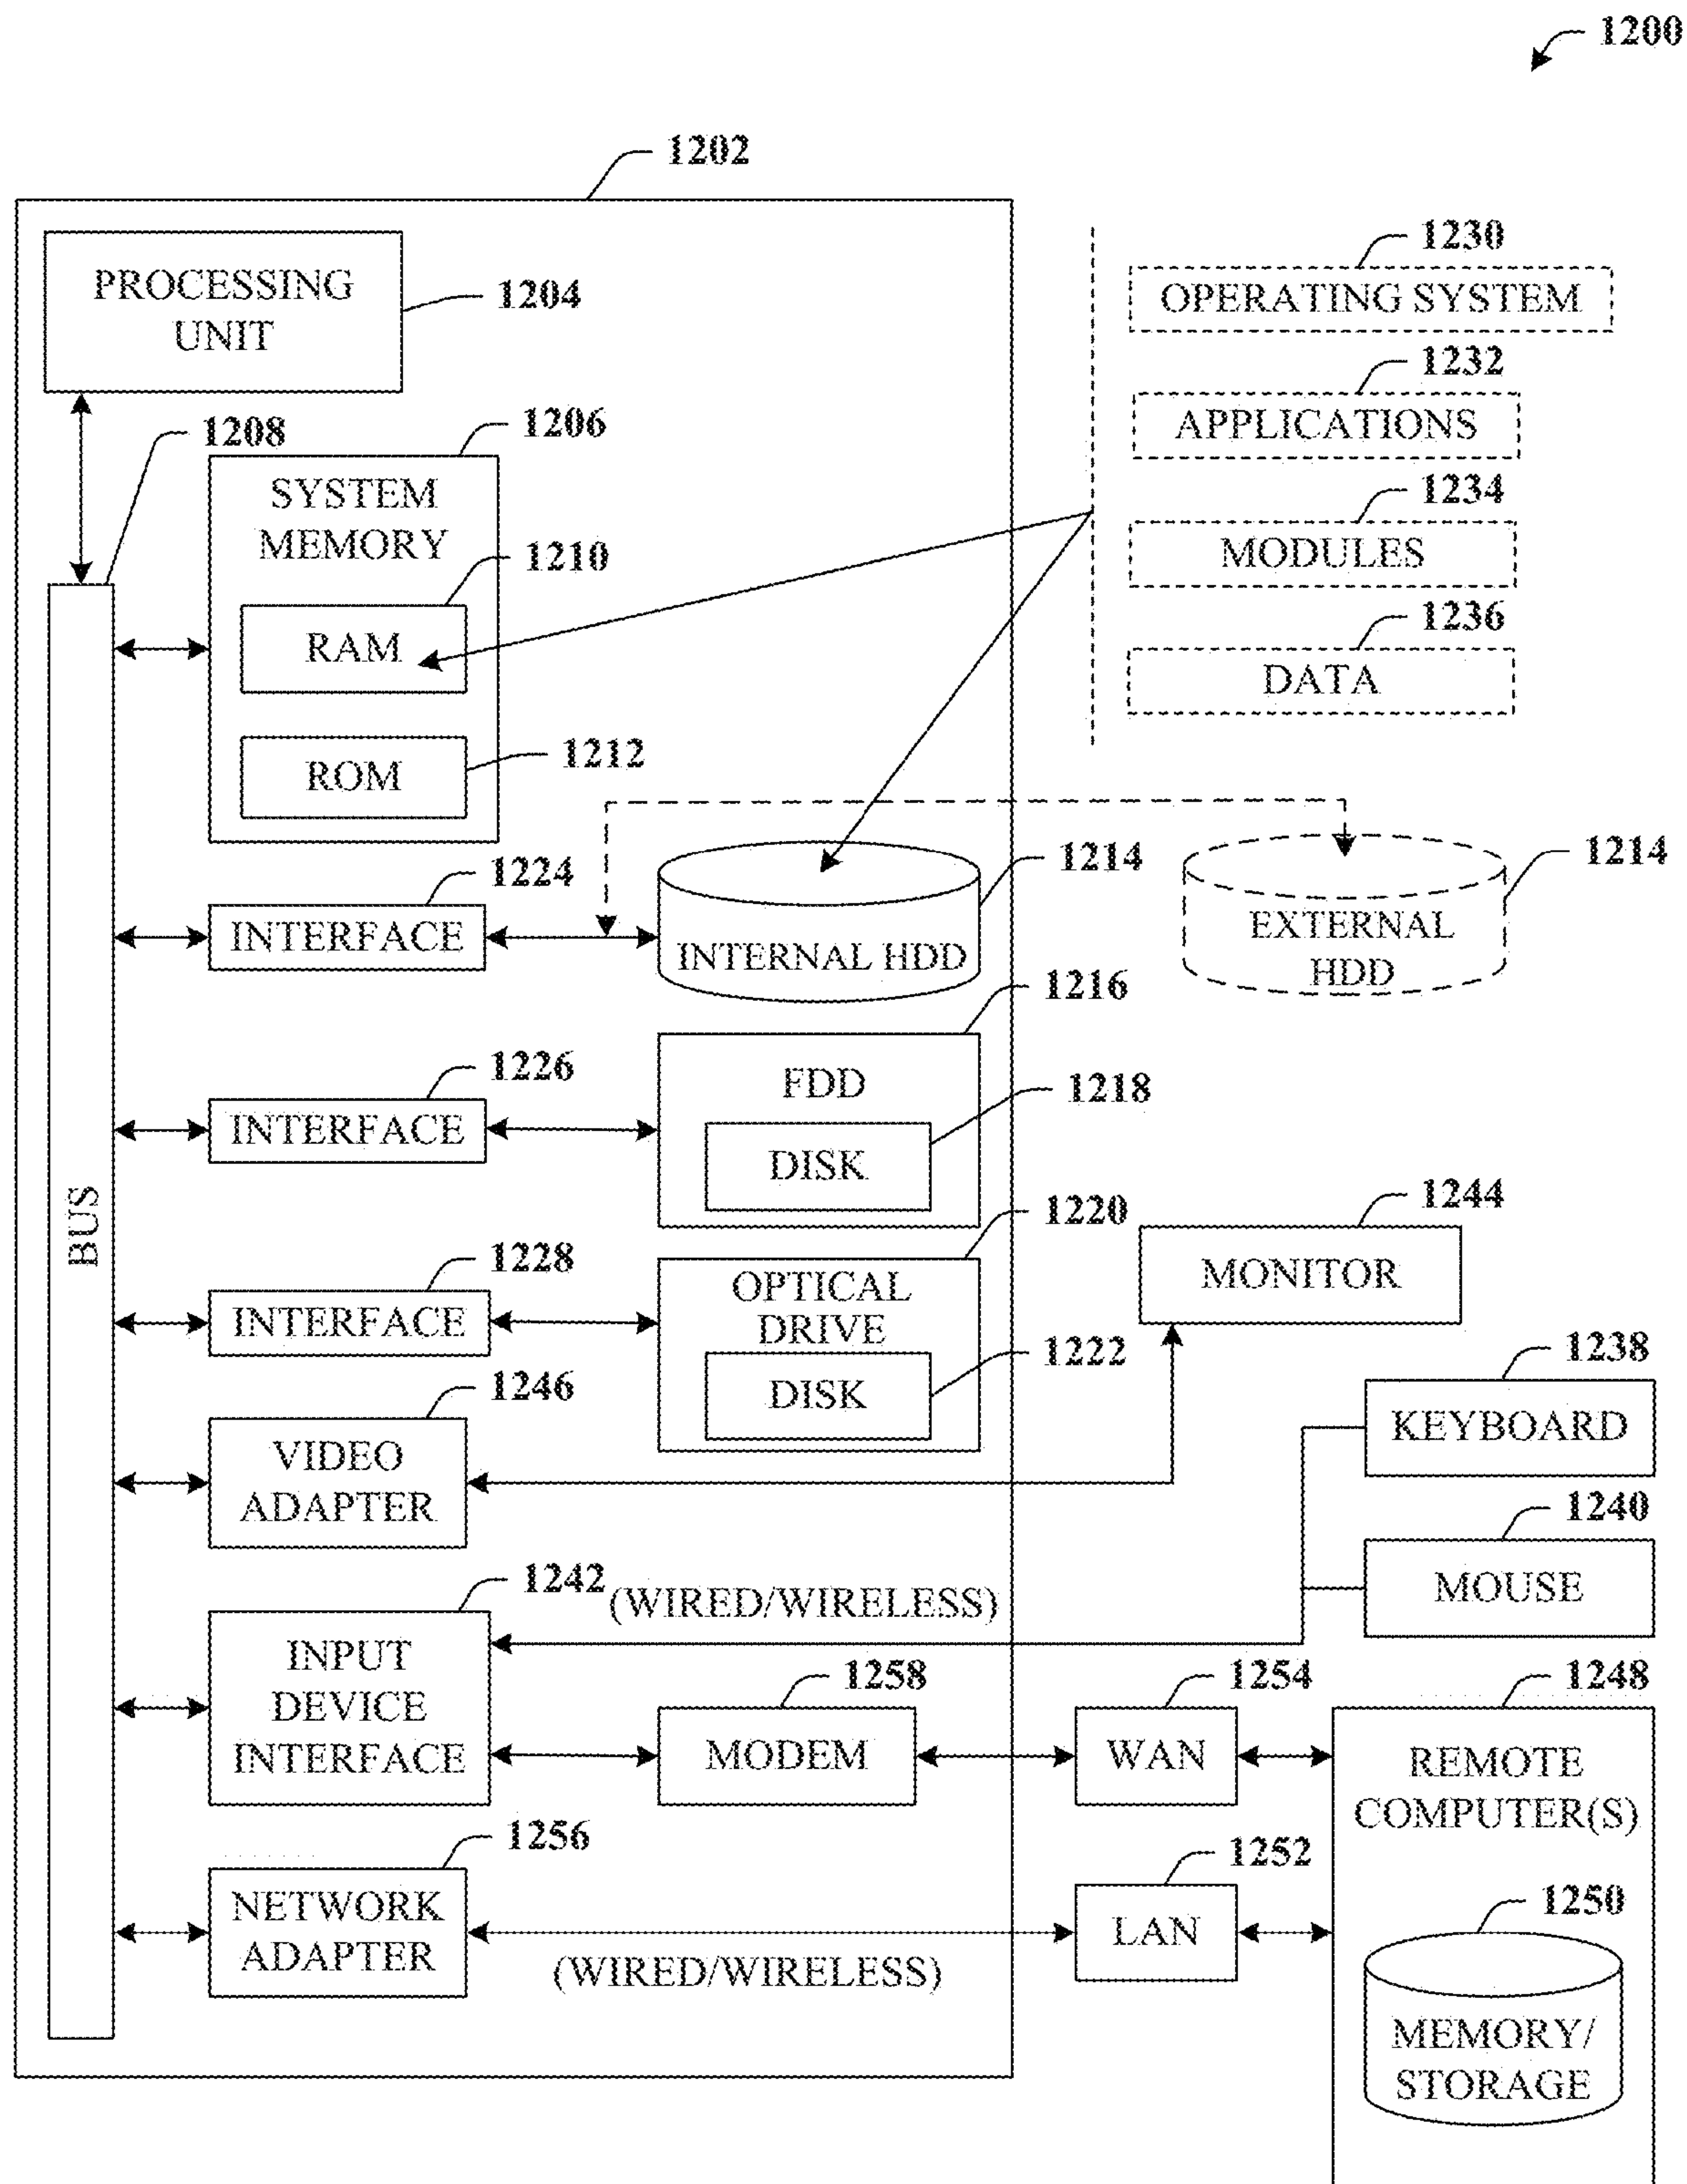 1200
1202
PROCESSING
UNIT
1204
1230
OPERATING SYSTEM
1232
APPLICATIONS
1234
MODULES
1236
DATA
1208
1206
SYSTEM
MEMORY
1210
RAM
1212
ROM
1224
INTERFACE
1214
INTERNAL HDD
1214
EXTERNAL
HDD
1216
FDD
1218
DISK
1226
INTERFACE
BUS
1220
OPTICAL
DRIVE
1222
DISK
1228
INTERFACE
1244
MONITOR
1246
VIDEO
ADAPTER
1238
KEYBOARD
1240
MOUSE
1242
(WIRED/WIRELESS)
INPUT
DEVICE
INTERFACE
1258
MODEM
1254
WAN
1248
REMOTE
COMPUTER(S)
1256
NETWORK
ADAPTER
(WIRED/WIRELESS)
1252
LAN
1250
MEMORY/
STORAGE